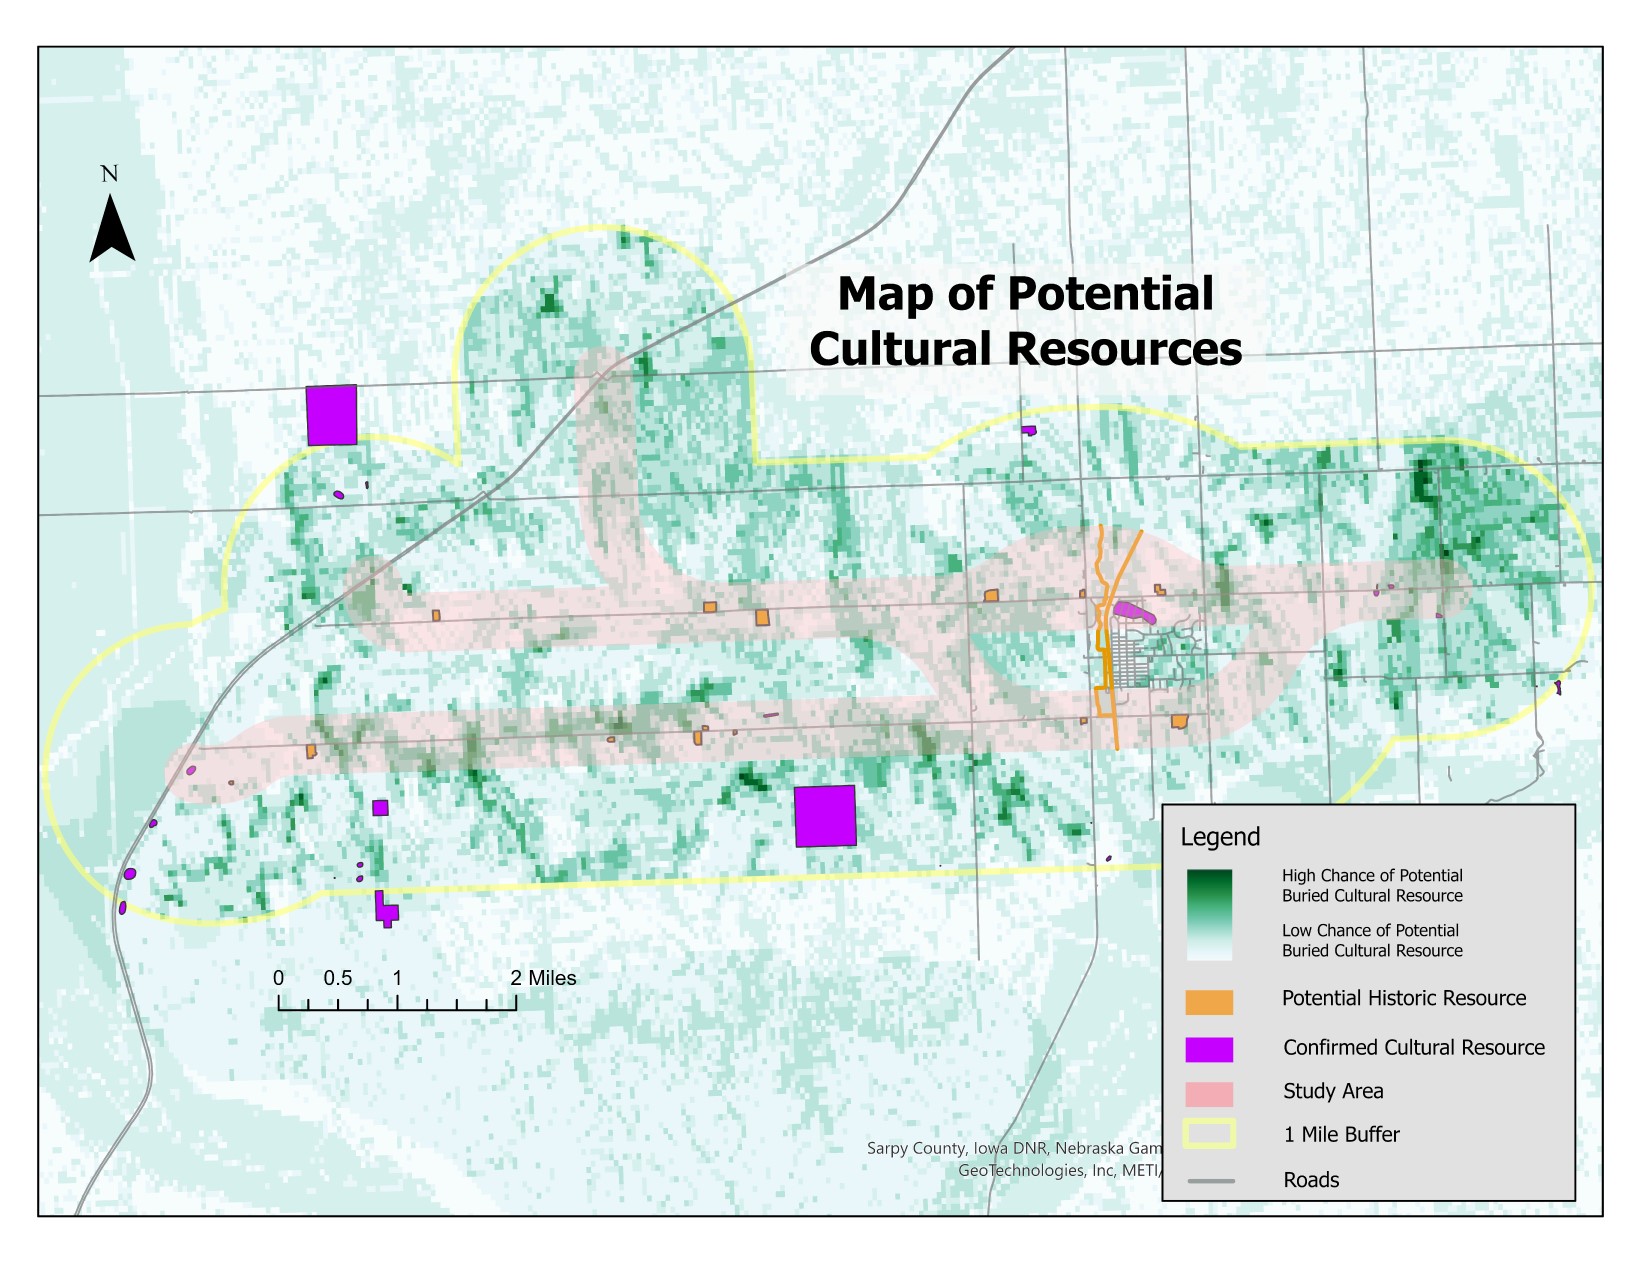 N
Map of Potential
Cultural Resources
Legend
High Chance of Potential
Buried Cultural Resource
Low Chance of Potential
Buried Cultural Resource
Potential Historic Resource
Confirmed Cultural Resource
Study Area
1 Mile Buffer
Roads
0 0.5 1 2 Miles
Sarpy County, Iowa DNR, Nebraska Gam
GeoTechnologies, Inc, METI/